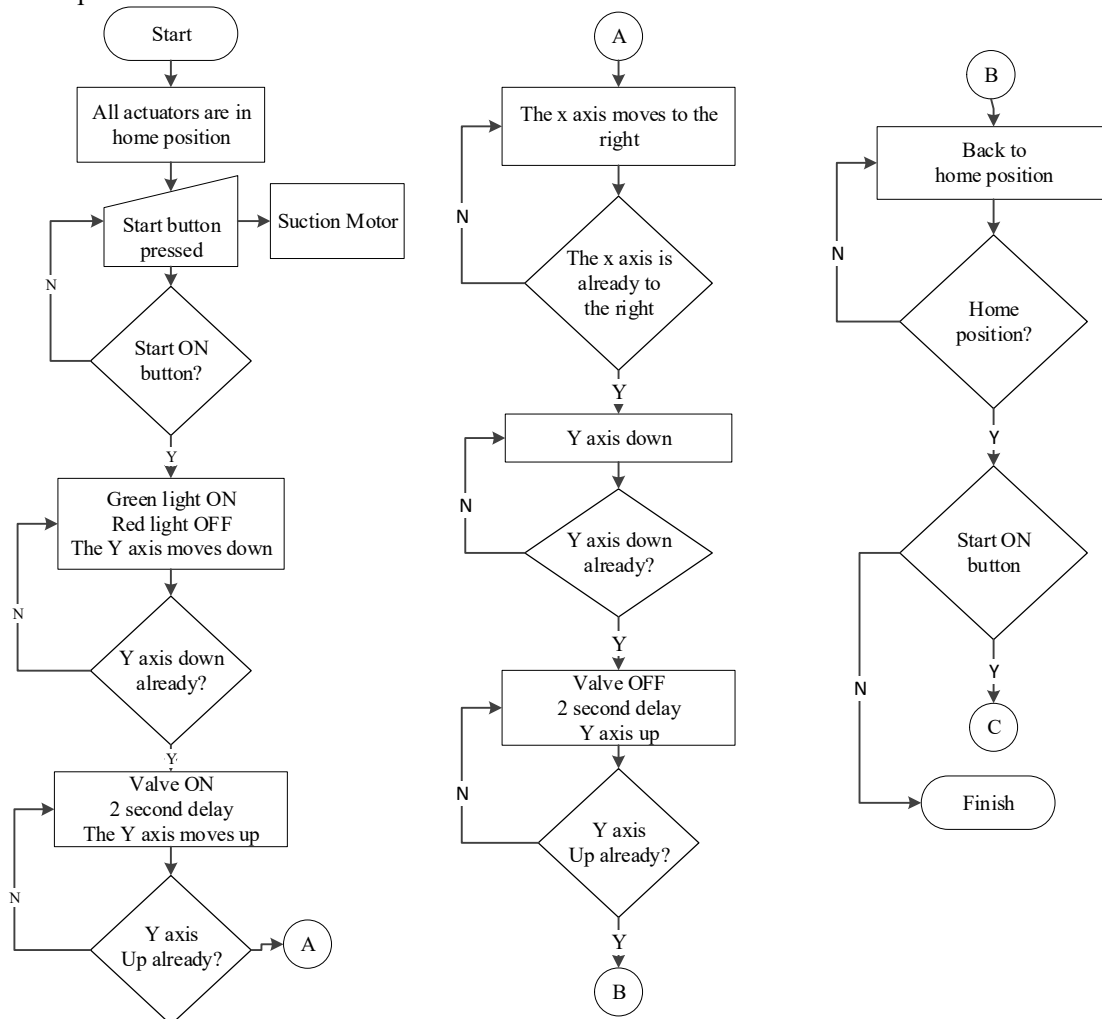 Start
All actuators are in
home position
Start button
pressed
Suction Motor
N
Start ON
button?
Y
Green light ON
Red light OFF
The Y axis moves down
N
Y axis down
already?
Y
Valve ON
2 second delay
The Y axis moves up
N
Y axis
Up already?
A
A
The x axis moves to the
right
N
The x axis is
already to
the right
Y
Y axis down
N
Y axis down
already?
Y
Valve OFF
2 second delay
Y axis up
N
Y axis
Up already?
Y
B
B
Back to
home position
N
Home
position?
Y
Start ON
button
N
Y
C
Finish